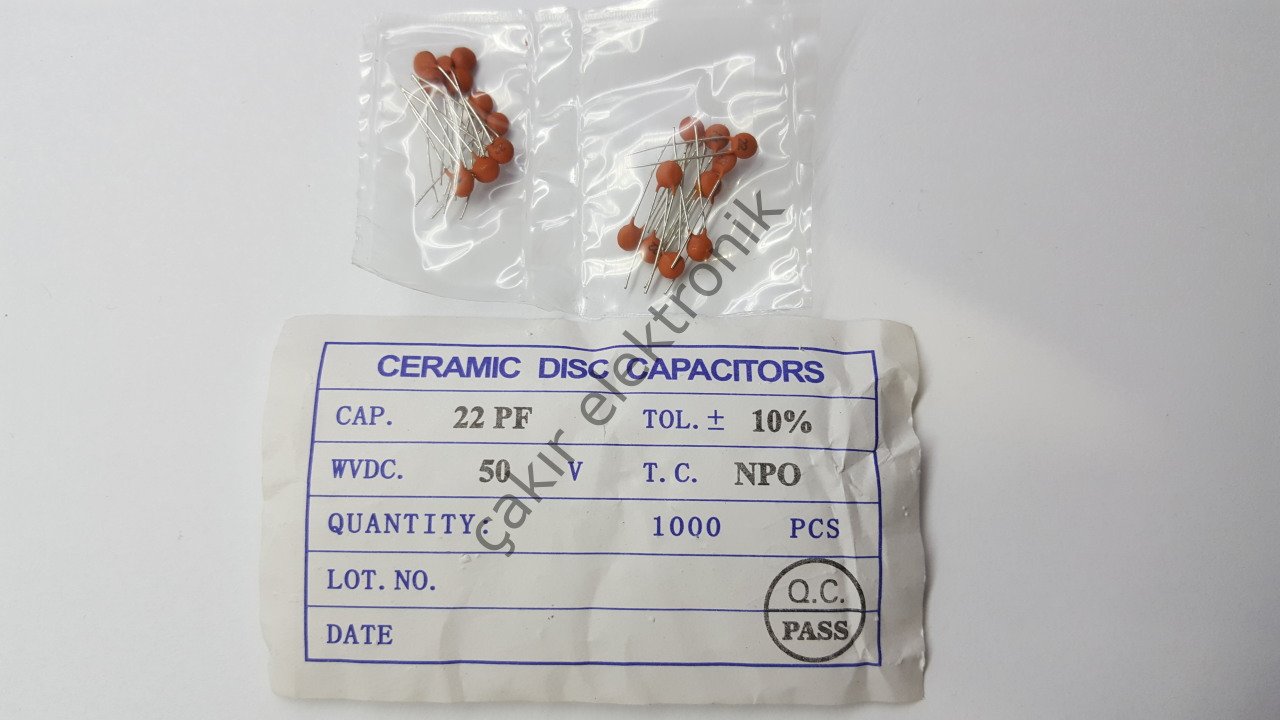 CERAMIC DISC CAPACITORS
CAP. 22 PF TOL. ± 10%
WVDC. 50 V T.C. NPO
QUANTITY: 1000 PCS
LOT. NO.
DATE
Q.C.
PASS
çakır elektronik